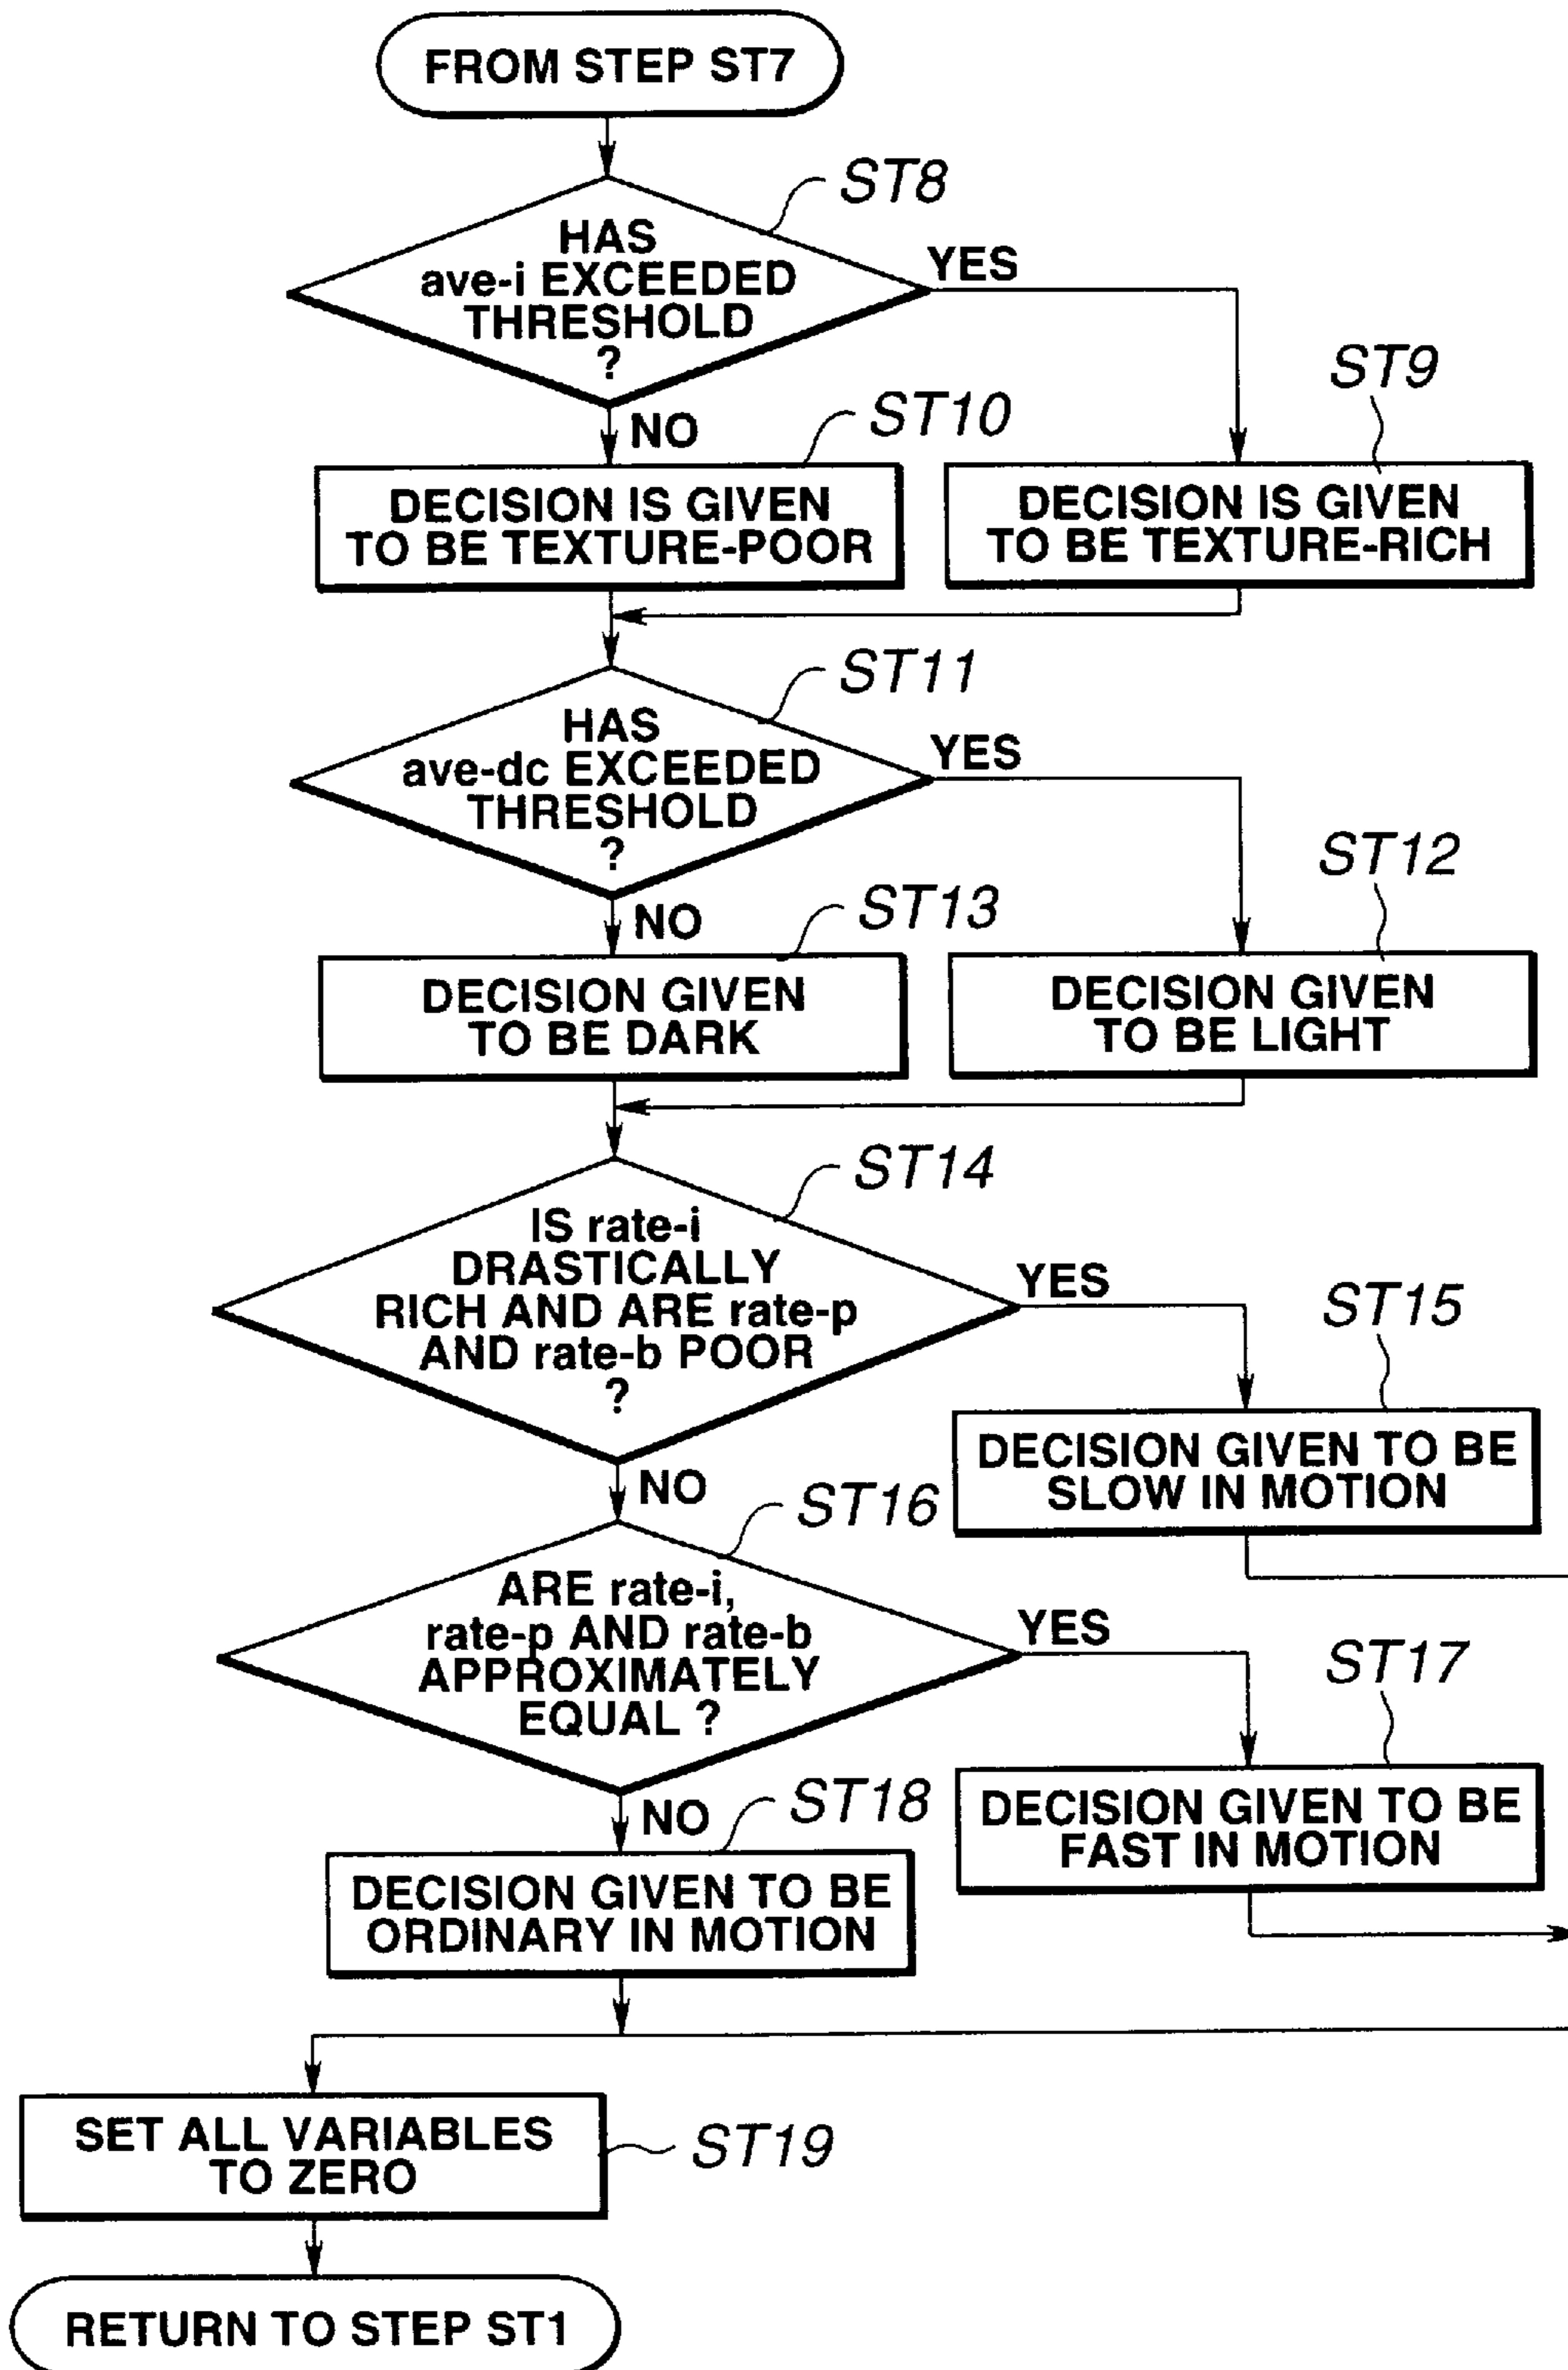 FROM STEP ST7
ST8
HAS
ave-i EXCEEDED
THRESHOLD
?
YES
ST9
NO
ST10
DECISION IS GIVEN
TO BE TEXTURE-POOR
DECISION IS GIVEN
TO BE TEXTURE-RICH
ST11
HAS
ave-dc EXCEEDED
THRESHOLD
?
YES
ST12
NO
ST13
DECISION GIVEN
TO BE DARK
DECISION GIVEN
TO BE LIGHT
ST14
IS rate-i
DRASTICALLY
RICH AND ARE rate-p
AND rate-b POOR
?
YES
ST15
DECISION GIVEN TO BE
SLOW IN MOTION
NO
ST16
ARE rate-i,
rate-p AND rate-b
APPROXIMATELY
EQUAL ?
YES
ST17
DECISION GIVEN TO BE
FAST IN MOTION
NO
ST18
DECISION GIVEN TO BE
ORDINARY IN MOTION
SET ALL VARIABLES
TO ZERO
ST19
RETURN TO STEP ST1